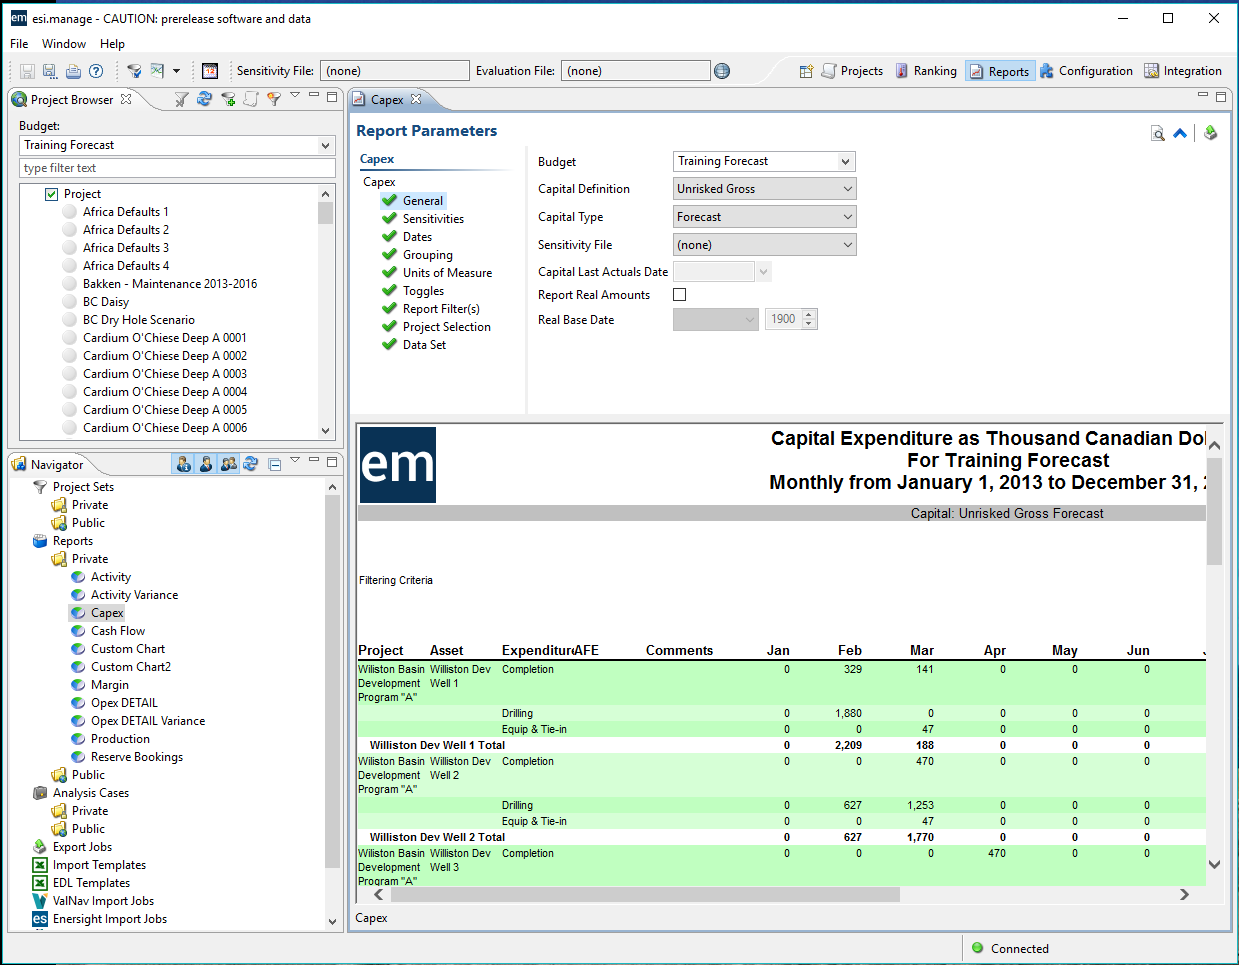 em esi.manage - CAUTION: prerelease software and data
File Window Help
12 Sensitivity File: (none) Evaluation File: (none) Projects Ranking Reports Configuration Integration
Project Browser
Budget:
Training Forecast
type filter text
Project
Africa Defaults 1
Africa Defaults 2
Africa Defaults 3
Africa Defaults 4
Bakken - Maintenance 2013-2016
BC Daisy
BC Dry Hole Scenario
Cardium O'Chiese Deep A 0001
Cardium O'Chiese Deep A 0002
Cardium O'Chiese Deep A 0003
Cardium O'Chiese Deep A 0004
Cardium O'Chiese Deep A 0005
Cardium O'Chiese Deep A 0006
Navigator
Project Sets
Private
Public
Reports
Private
Activity
Activity Variance
Capex
Cash Flow
Custom Chart
Custom Chart2
Margin
Opex DETAIL
Opex DETAIL Variance
Production
Reserve Bookings
Public
Analysis Cases
Private
Public
Export Jobs
Import Templates
EDL Templates
ValNav Import Jobs
es Enersight Import Jobs
Capex
Report Parameters
Capex
Capex
General
Sensitivities
Dates
Grouping
Units of Measure
Toggles
Report Filter(s)
Project Selection
Data Set
Budget Training Forecast
Capital Definition Unrisked Gross
Capital Type Forecast
Sensitivity File (none)
Capital Last Actuals Date
Report Real Amounts
Real Base Date 1900
em
Capital Expenditure as Thousand Canadian Dol
For Training Forecast
Monthly from January 1, 2013 to December 31,
Capital: Unrisked Gross Forecast
Filtering Criteria
Project Asset Expenditure AFE Comments Jan Feb Mar Apr May Jun
Wiliston Basin Williston Dev Completion 0 329 141 0 0 0
Development Well 1
Program "A"
Drilling 0 1,880 0 0 0 0
Equip & Tie-in 0 0 47 0 0 0
Williston Dev Well 1 Total 0 2,209 188 0 0 0
Wiliston Basin Williston Dev Completion 0 0 470 0 0 0
Development Well 2
Program "A"
Drilling 0 627 1,253 0 0 0
Equip & Tie-in 0 0 47 0 0 0
Williston Dev Well 2 Total 0 627 1,770 0 0 0
Wiliston Basin Williston Dev Completion 0 0 0 470 0 0
Development Well 3
Program "A"
Capex
Connected